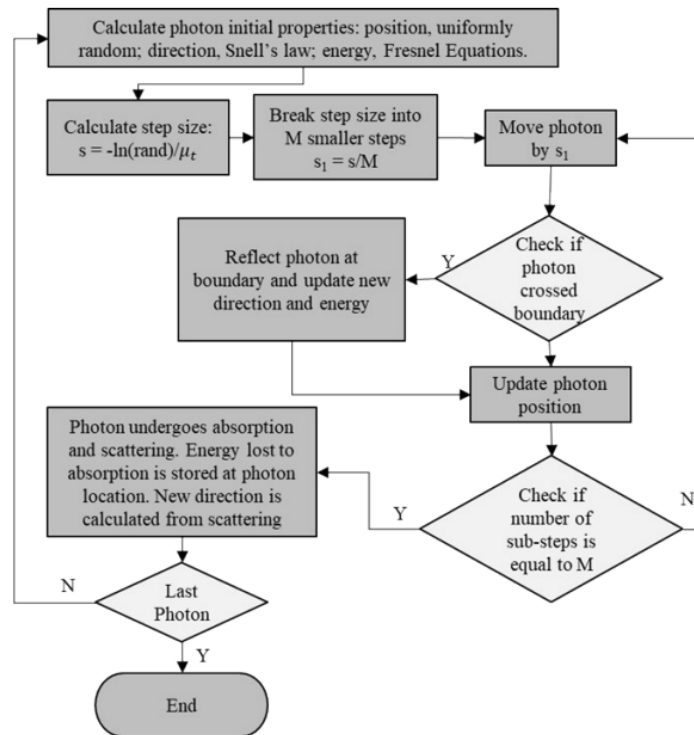 Calculate photon initial properties: position, uniformly
random; direction, Snell's law; energy, Fresnel Equations.
Calculate step size:
s = -ln(rand)/μₜ
Break step size into
M smaller steps
s₁ = s/M
Move photon
by s₁
Check if
photon
crossed
boundary
Y
Reflect photon at
boundary and update new
direction and energy
Update photon
position
Check if
number of
sub-steps is
equal to M
N
Y
Photon undergoes absorption
and scattering. Energy lost to
absorption is stored at photon
location. New direction is
calculated from scattering
Last
Photon
N
Y
End